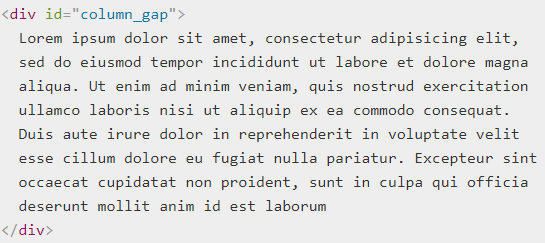 <div id="column_gap">
Lorem ipsum dolor sit amet, consectetur adipisicing elit,
sed do eiusmod tempor incididunt ut labore et dolore magna
aliqua. Ut enim ad minim veniam, quis nostrud exercitation
ullamco laboris nisi ut aliquip ex ea commodo consequat.
Duis aute irure dolor in reprehenderit in voluptate velit
esse cillum dolore eu fugiat nulla pariatur. Excepteur sint
occaecat cupidatat non proident, sunt in culpa qui officia
deserunt mollit anim id est laborum
</div>